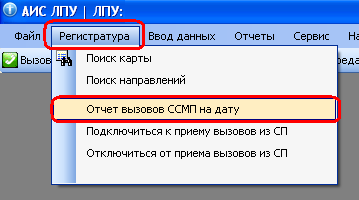 АИС ЛПУ | ЛПУ:
Файл Регистратура Ввод данных Отчеты Сервис
Вызов
Поиск карты
Поиск направлений
Отчет вызовов ССМП на дату
Подключиться к приему вызовов из СП
Отключиться от приема вызовов из СП